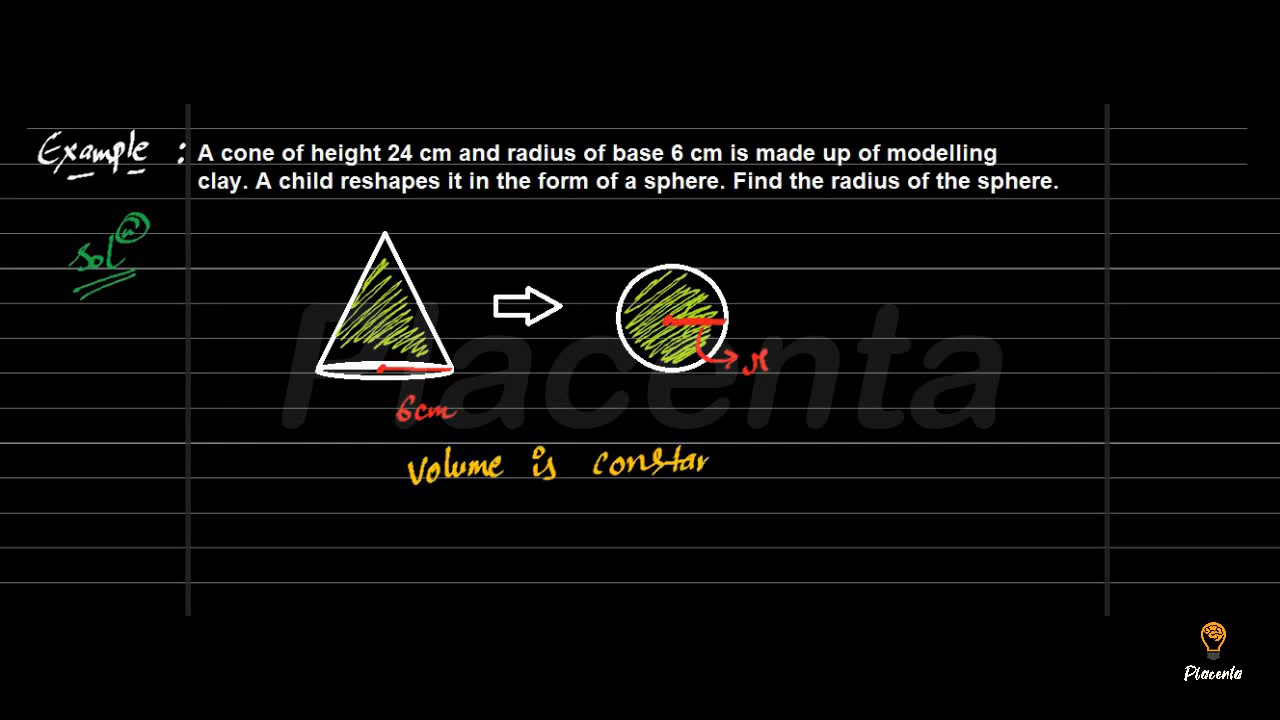 Example : A cone of height 24 cm and radius of base 6 cm is made up of modelling
clay. A child reshapes it in the form of a sphere. Find the radius of the sphere.
Sol(n)
r
6cm
Volume is constan
Placenta
Placenta